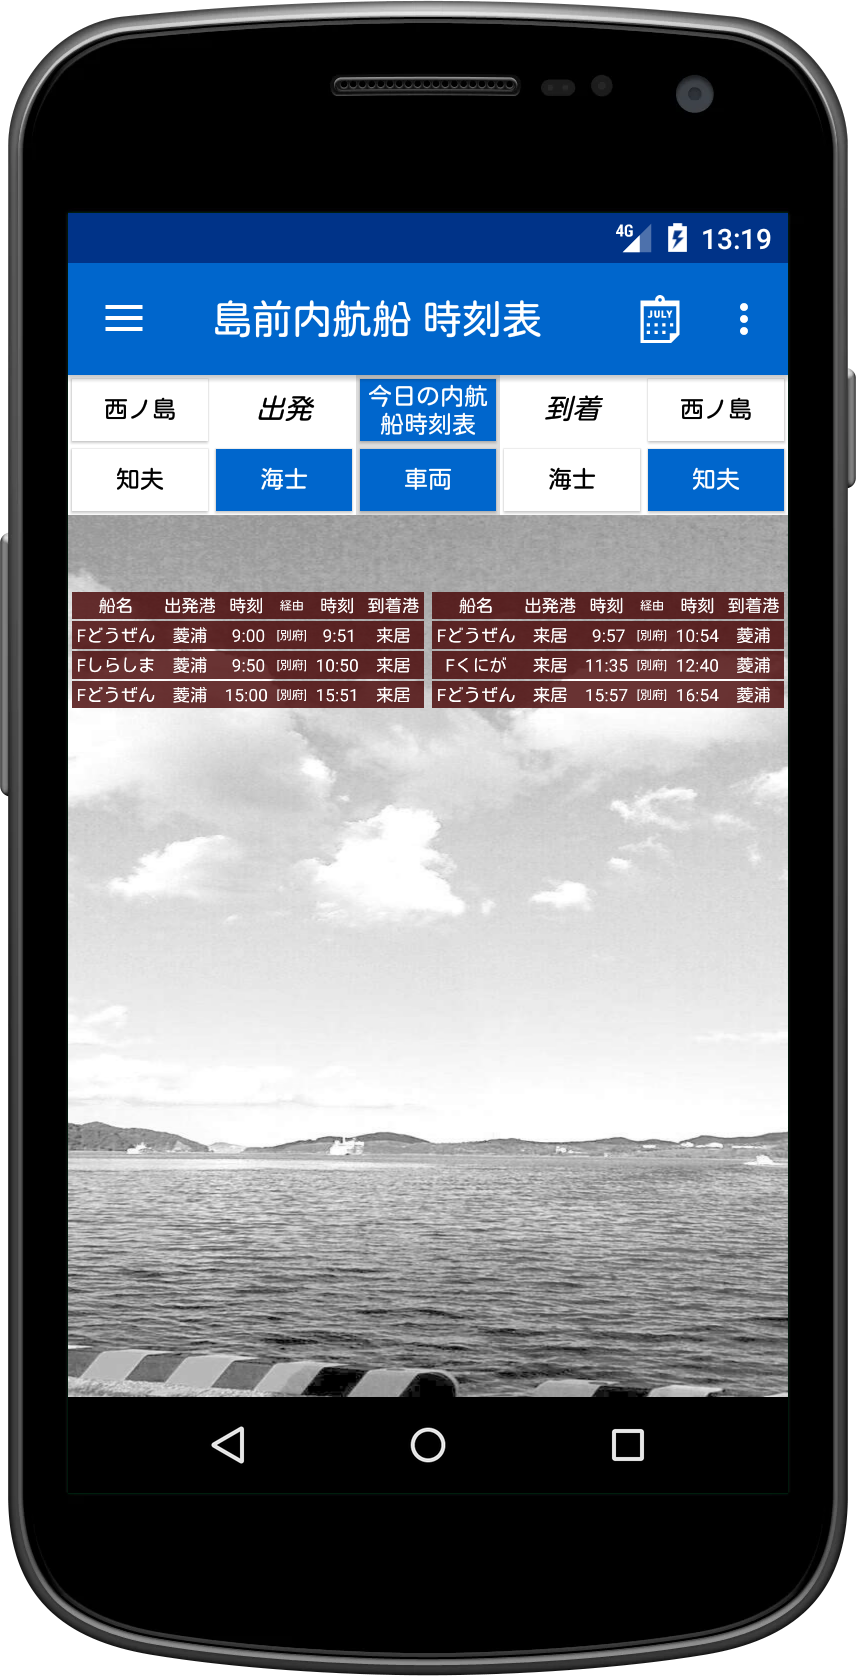 4G 13:19
島前内航船 時刻表
JULY
西ノ島 出発 今日の内航船時刻表 到着 西ノ島
知夫 海士 車両 海士 知夫
船名 出発港 時刻 経由 時刻 到着港 船名 出発港 時刻 経由 時刻 到着港
Fどうぜん 菱浦 9:00 [別府] 9:51 来居 Fどうぜん 来居 9:57 [別府] 10:54 菱浦
Fしらしま 菱浦 9:50 [別府] 10:50 来居 Fくにが 来居 11:35 [別府] 12:40 菱浦
Fどうぜん 菱浦 15:00 [別府] 15:51 来居 Fどうぜん 来居 15:57 [別府] 16:54 菱浦